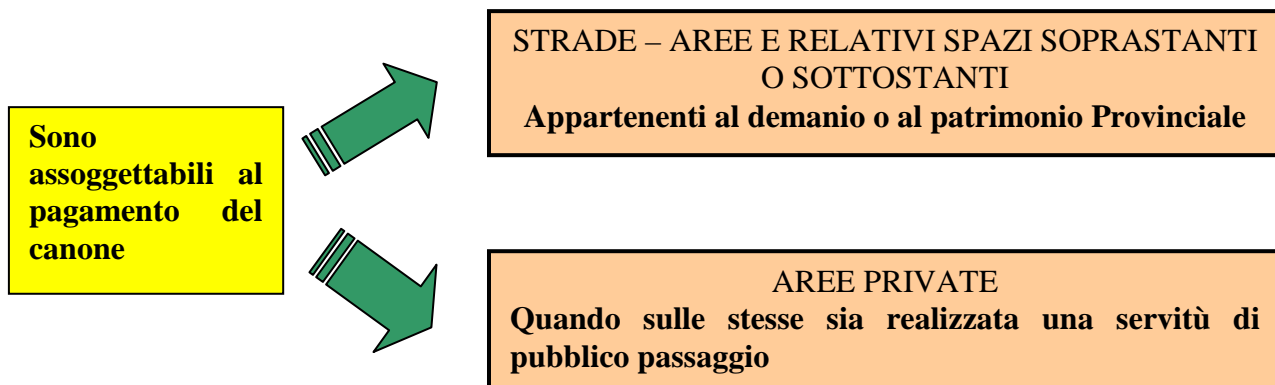 Sono
assoggettabili al
pagamento del
canone
STRADE – AREE E RELATIVI SPAZI SOPRASTANTI
O SOTTOSTANTI
Appartenenti al demanio o al patrimonio Provinciale
AREE PRIVATE
Quando sulle stesse sia realizzata una servitù di
pubblico passaggio